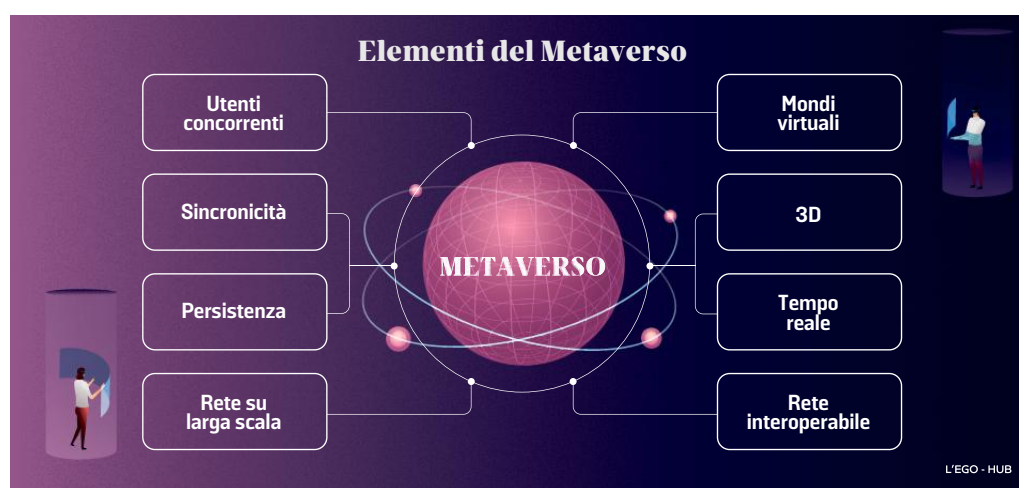 Elementi del Metaverso
Utenti
concorrenti
Sincronicità
Persistenza
Rete su
larga scala
METAVERSO
Mondi
virtuali
3D
Tempo
reale
Rete
interoperabile
L'EGO - HUB